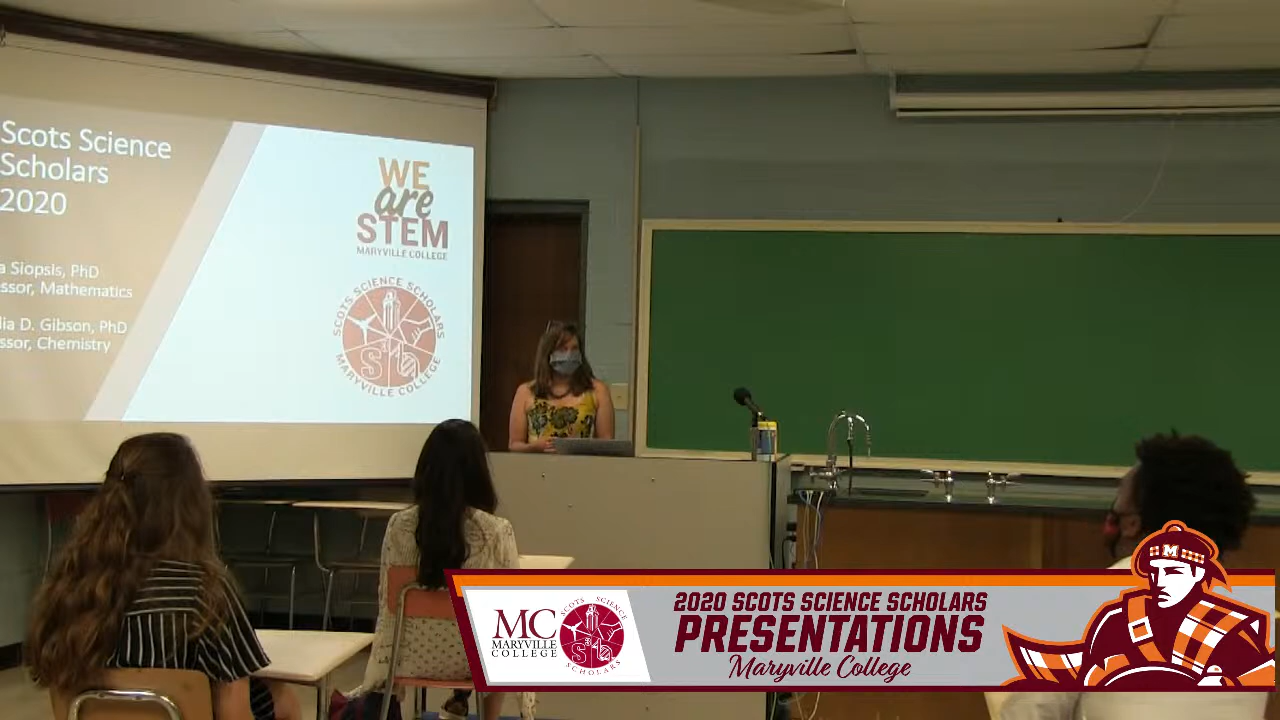 Scots Science
Scholars
2020
a Siopsis, PhD
ssor, Mathematics
lia D. Gibson, PhD
ssor, Chemistry
WE
are
STEM
MARYVILLE COLLEGE
SCOTS SCIENCE SCHOLARS
MARYVILLE COLLEGE
MC
MARYVILLE
COLLEGE
SCOTS SCIENCE
SCHOLARS
2020 SCOTS SCIENCE SCHOLARS
PRESENTATIONS
Maryville College
M